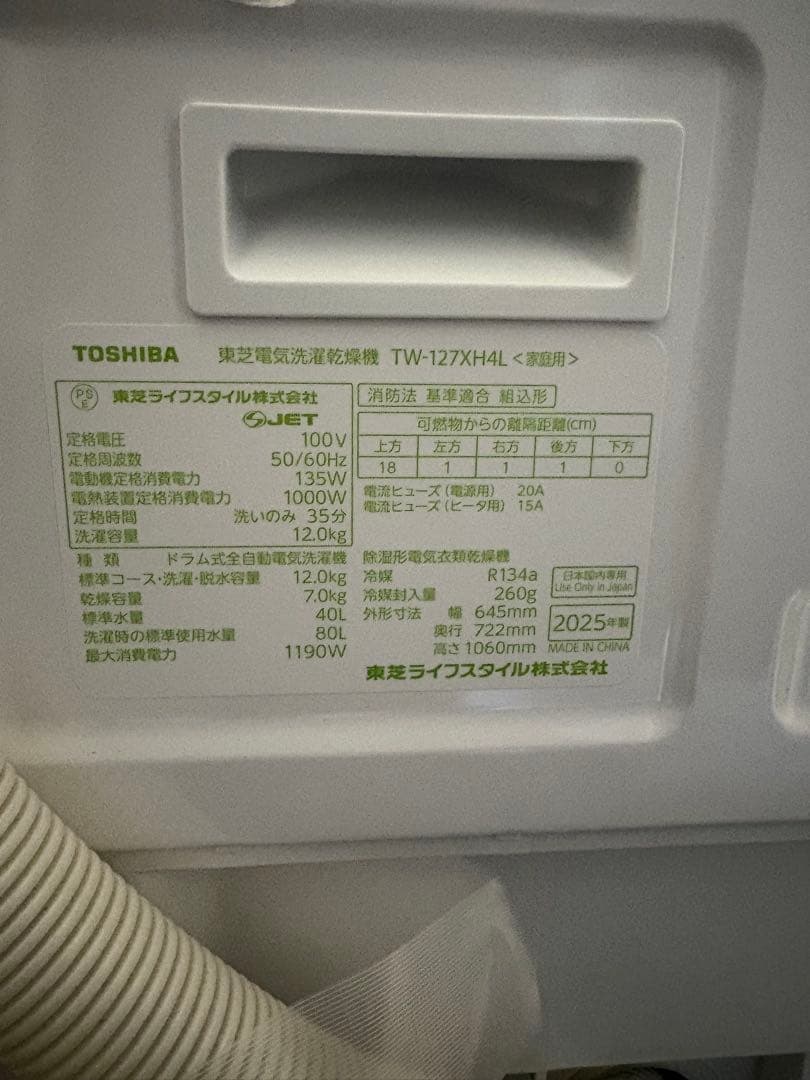 TOSHIBA 東芝電気洗濯乾燥機 TW-127XH4L <家庭用>
PS
E
東芝ライフスタイル株式会社
JET
定格電圧 100V
定格周波数 50/60Hz
電動機定格消費電力 135W
電熱装置定格消費電力 1000W
定格時間 洗いのみ 35分
洗濯容量 12.0kg
消防法 基準適合 組込形
可燃物からの離隔距離(cm)
上方 左方 右方 後方 下方
18 1 1 1 0
電流ヒューズ(電源用) 20A
電流ヒューズ(ヒータ用) 15A
種類 ドラム式全自動電気洗濯機
標準コース・洗濯・脱水容量 12.0kg
乾燥容量 7.0kg
標準水量 40L
洗濯時の標準使用水量 80L
最大消費電力 1190W
除湿形電気衣類乾燥機
冷媒 R134a
冷媒封入量 260g
外形寸法 幅 645mm
奥行 722mm
高さ 1060mm
日本国内専用
Use Only in Japan
2025年製
MADE IN CHINA
東芝ライフスタイル株式会社